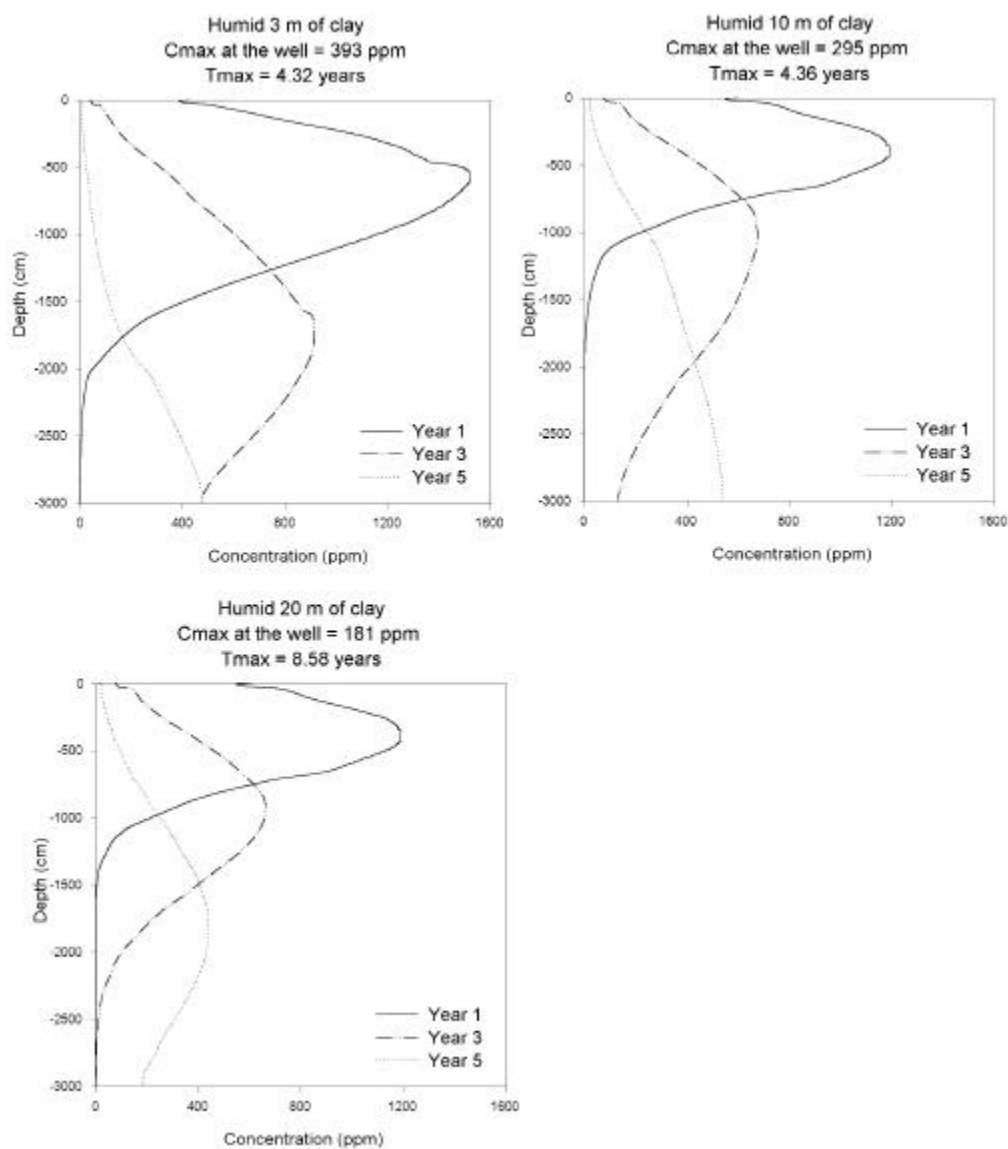 Humid 3 m of clay
Cmax at the well = 393 ppm
Tmax = 4.32 years
0
-500
-1000
-1500
-2000
-2500
-3000
Depth (cm)
Year 1
Year 3
Year 5
0 400 800 1200 1600
Concentration (ppm)
Humid 10 m of clay
Cmax at the well = 295 ppm
Tmax = 4.36 years
0
-500
-1000
-1500
-2000
-2500
-3000
Depth (cm)
Year 1
Year 3
Year 5
0 400 800 1200 1600
Concentration (ppm)
Humid 20 m of clay
Cmax at the well = 181 ppm
Tmax = 8.58 years
0
-500
-1000
-1500
-2000
-2500
-3000
Depth (cm)
Year 1
Year 3
Year 5
0 400 800 1200 1600
Concentration (ppm)